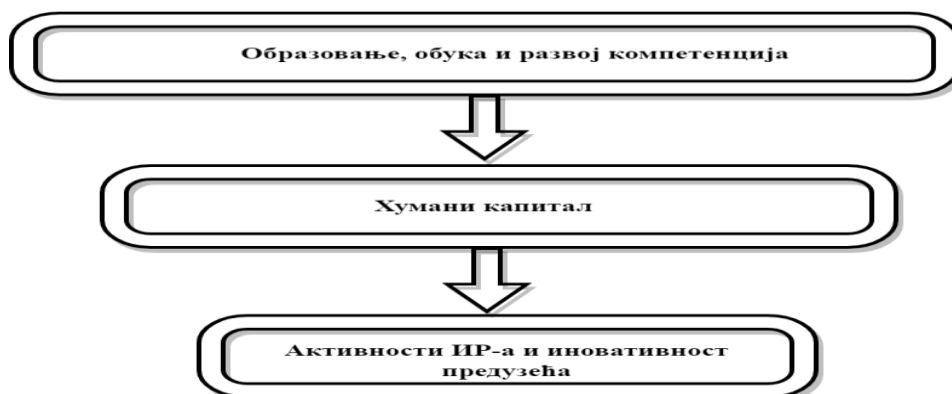 Образовање, обука и развој компетенција
Хумани капитал
Активности ИР-а и иновативност
предузећа